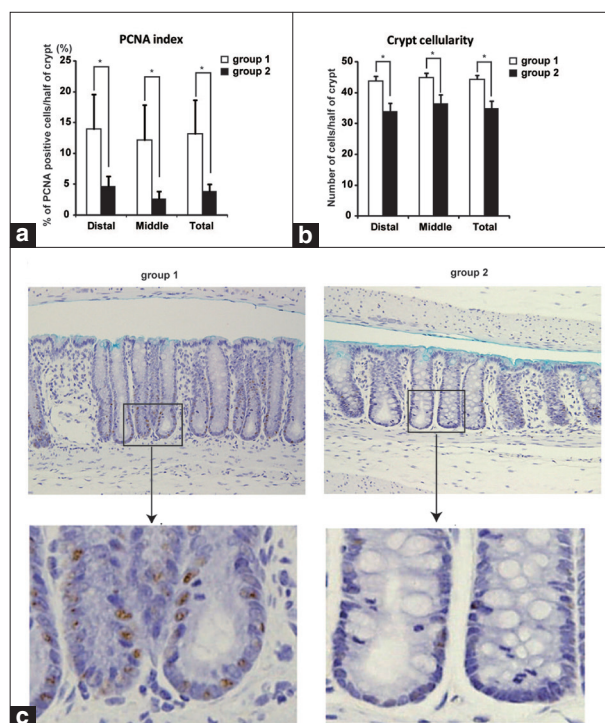 PCNA index
(%)
% of PCNA positive cells/half of crypt
25
20
15
10
5
0
*
*
*
group 1
group 2
Distal
Middle
Total
a
Crypt cellularity
Number of cells/half of crypt
50
40
30
20
10
0
*
*
*
group 1
group 2
Distal
Middle
Total
b
group 1
group 2
c